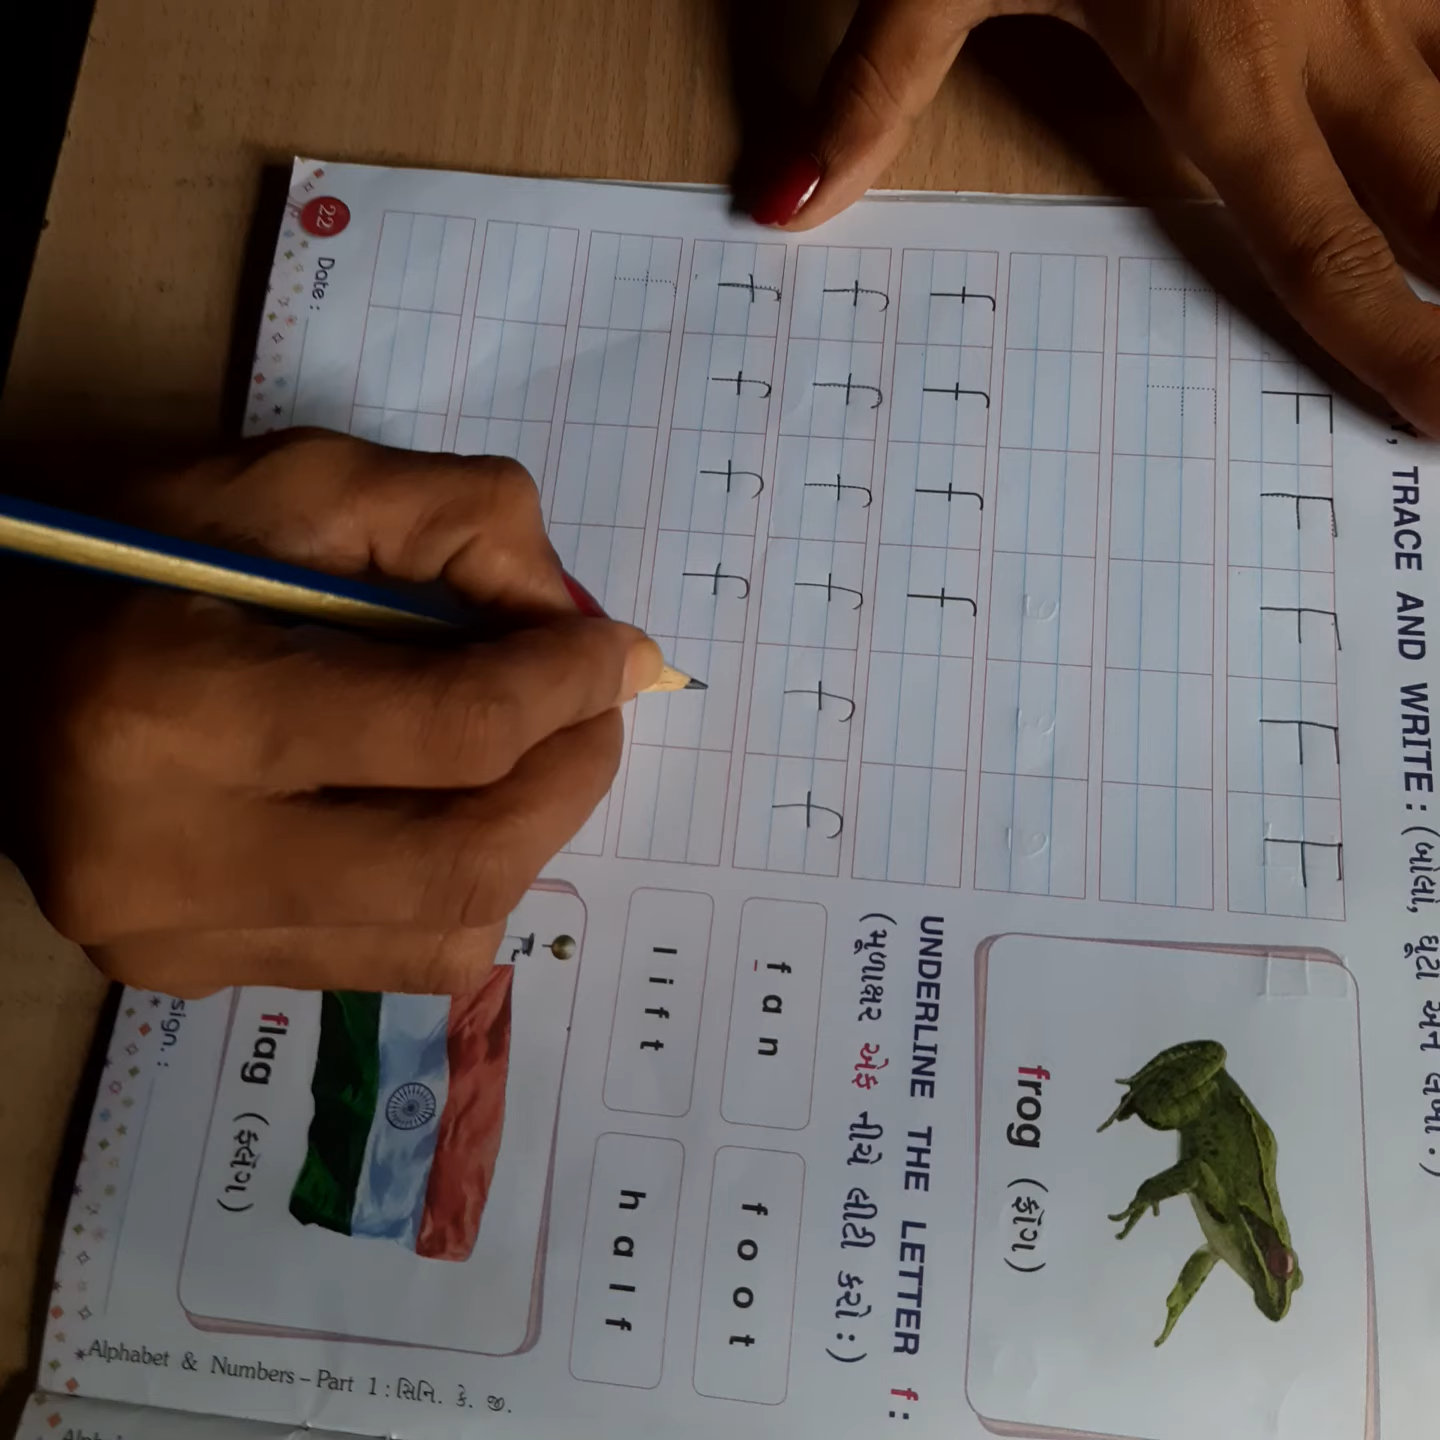 , TRACE AND WRITE : (બોલો, ઘૂંટો અને લખો.)
F F F F F
f f f f
f f f f f f
f f f f
frog (ફ્રૉગ)
UNDERLINE THE LETTER f :
(મૂળાક્ષર એફ નીચે લીટી કરો :)
f a n f o o t
l i f t h a l f
flag (ફ્લૅગ)
22 Date : sign. :
Alphabet & Numbers – Part 1 : સિનિ. કે. જી.